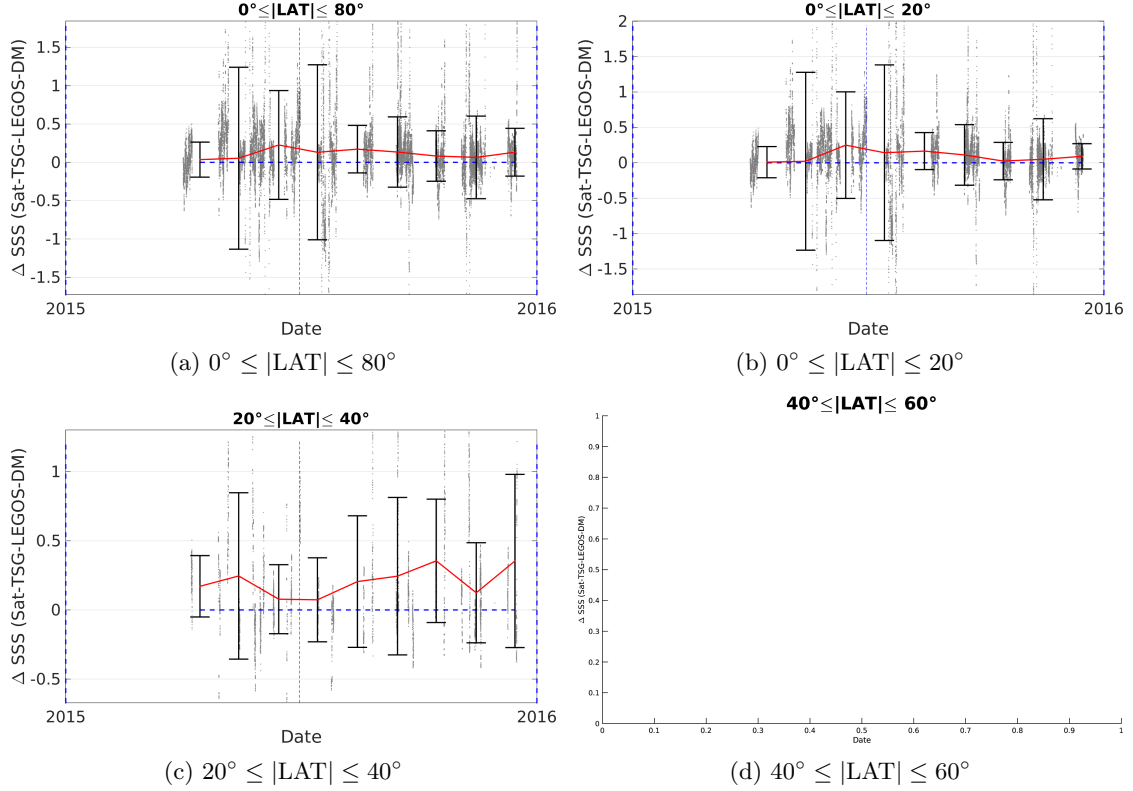 0°≤|LAT|≤ 80°
Δ SSS (Sat-TSG-LEGOS-DM)
1.5
1
0.5
0
-0.5
-1
-1.5
2015
2016
Date
(a) 0° ≤ |LAT| ≤ 80°
0°≤|LAT|≤ 20°
Δ SSS (Sat-TSG-LEGOS-DM)
2
1.5
1
0.5
0
-0.5
-1
-1.5
2015
2016
Date
(b) 0° ≤ |LAT| ≤ 20°
20°≤|LAT|≤ 40°
Δ SSS (Sat-TSG-LEGOS-DM)
1
0.5
0
-0.5
2015
2016
Date
(c) 20° ≤ |LAT| ≤ 40°
40°≤|LAT|≤ 60°
Δ SSS (Sat-TSG-LEGOS-DM)
1
0.9
0.8
0.7
0.6
0.5
0.4
0.3
0.2
0.1
0
0 0.1 0.2 0.3 0.4 0.5 0.6 0.7 0.8 0.9 1
Date
(d) 40° ≤ |LAT| ≤ 60°